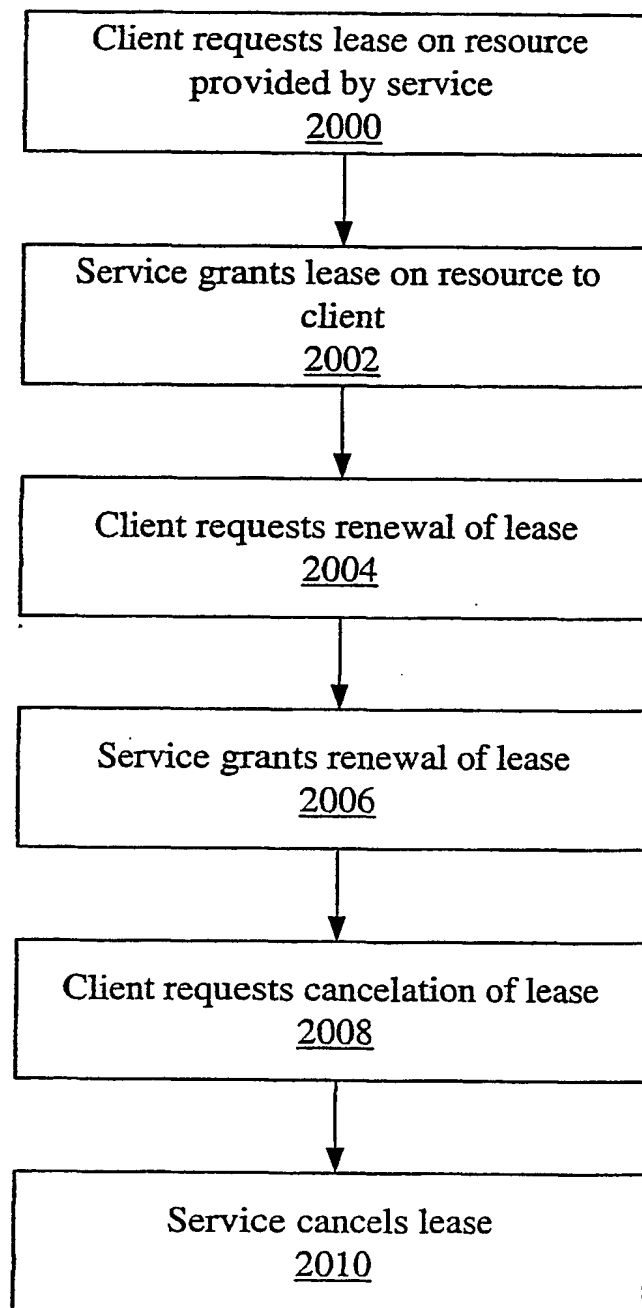 Client requests lease on resource
provided by service
2000
Service grants lease on resource to
client
2002
Client requests renewal of lease
2004
Service grants renewal of lease
2006
Client requests cancelation of lease
2008
Service cancels lease
2010